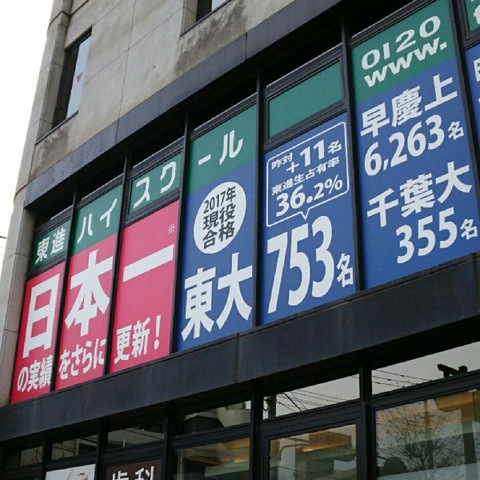 東進ハイスクール
0120
www.
日本一※
の実績をさらに更新！
2017年
現役
合格
東大
昨対+11名
東進生占有率
36.2%
753名
早慶上
6,263名
千葉大
355名
歯科